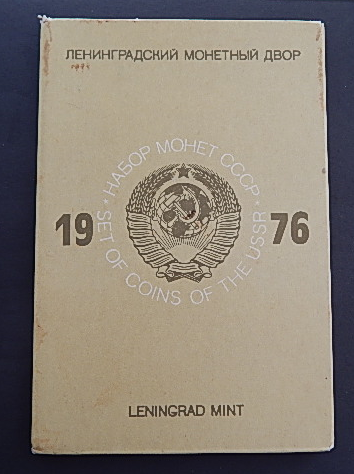 ЛЕНИНГРАДСКИЙ МОНЕТНЫЙ ДВОР
* НАБОР МОНЕТ СССР *
19 76
SET OF COINS OF THE USSR
LENINGRAD MINT